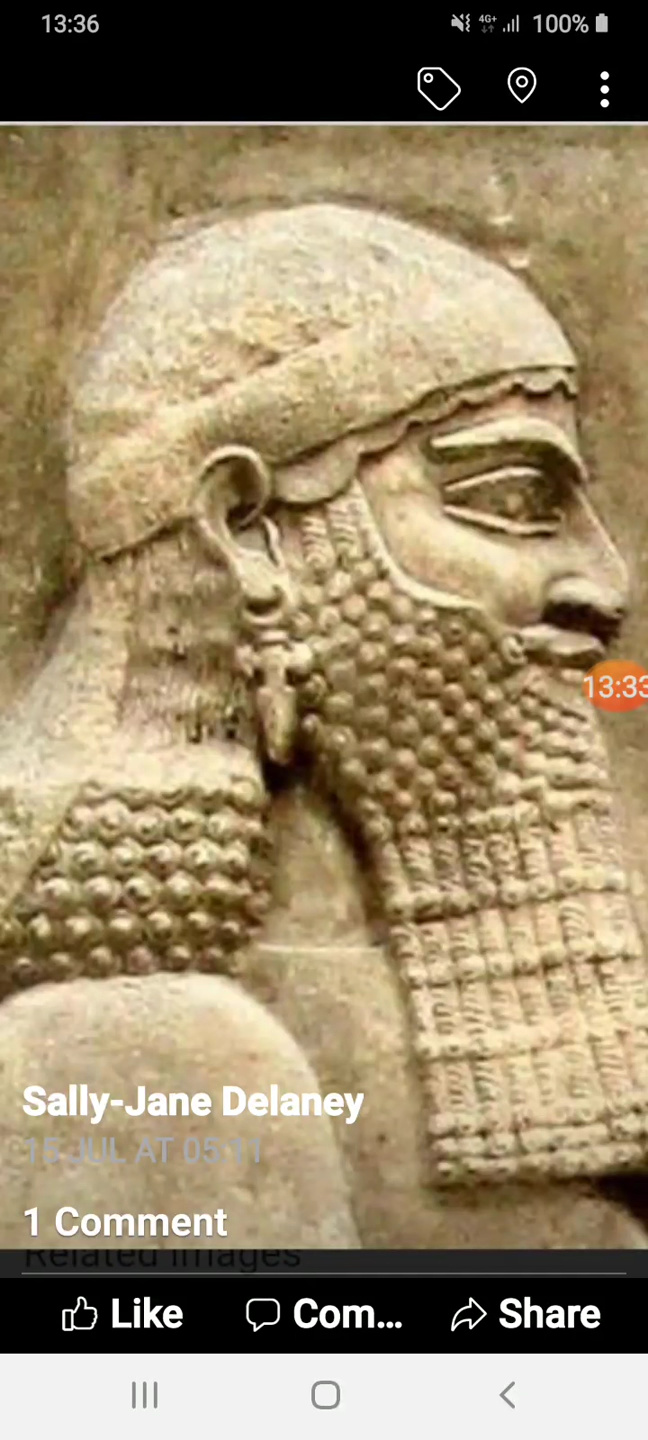 13:36
4G+ 100%
13:33
Sally-Jane Delaney
15 JUL AT 05:11
1 Comment
Related Images
Like Com... Share